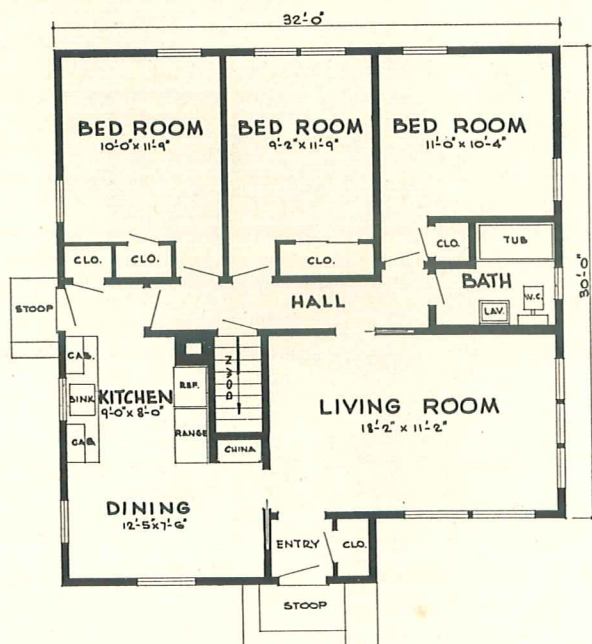 32'-0"
BED ROOM
10'-0" x 11'-9"
BED ROOM
9'-2" x 11'-9"
BED ROOM
11'-0" x 10'-4"
CLO.
CLO.
CLO.
CLO.
TUB
BATH
W.C.
LAV.
30'-0"
HALL
STOOP
CAB.
SINK
CAB.
KITCHEN
9'-0" x 8'-0"
REF.
RANGE
DOWN
CHINA
LIVING ROOM
18'-2" x 11'-2"
DINING
12'-5" x 7'-6"
ENTRY
CLO.
STOOP